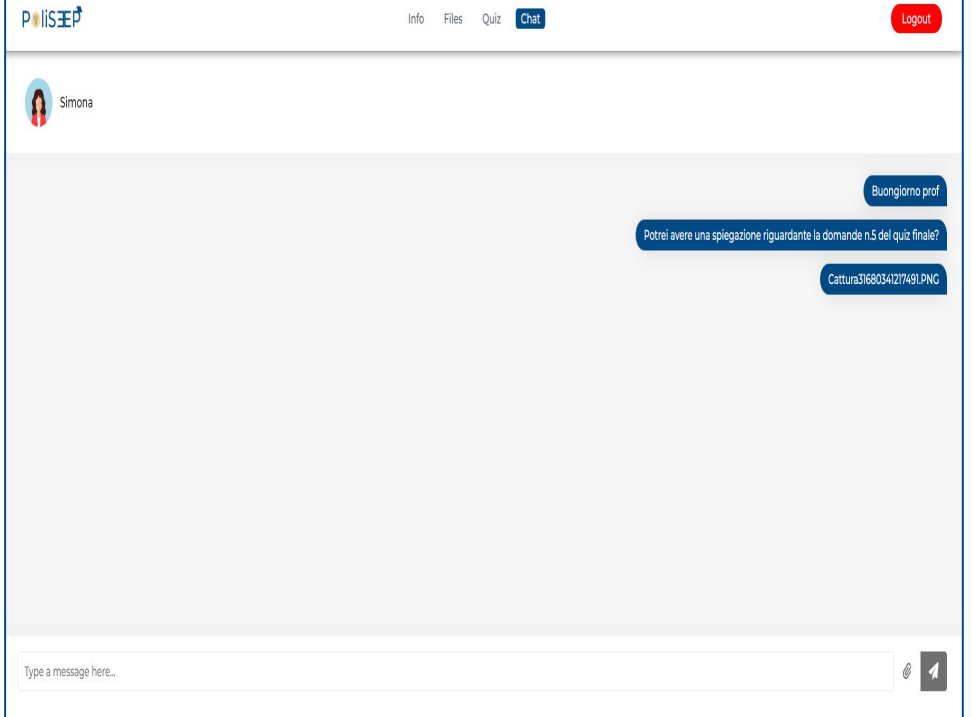 PoliSEEP
Info Files Quiz Chat
Logout
Simona
Buongiorno prof
Potrei avere una spiegazione riguardante la domande n.5 del quiz finale?
Cattura31680341217491.PNG
Type a message here...